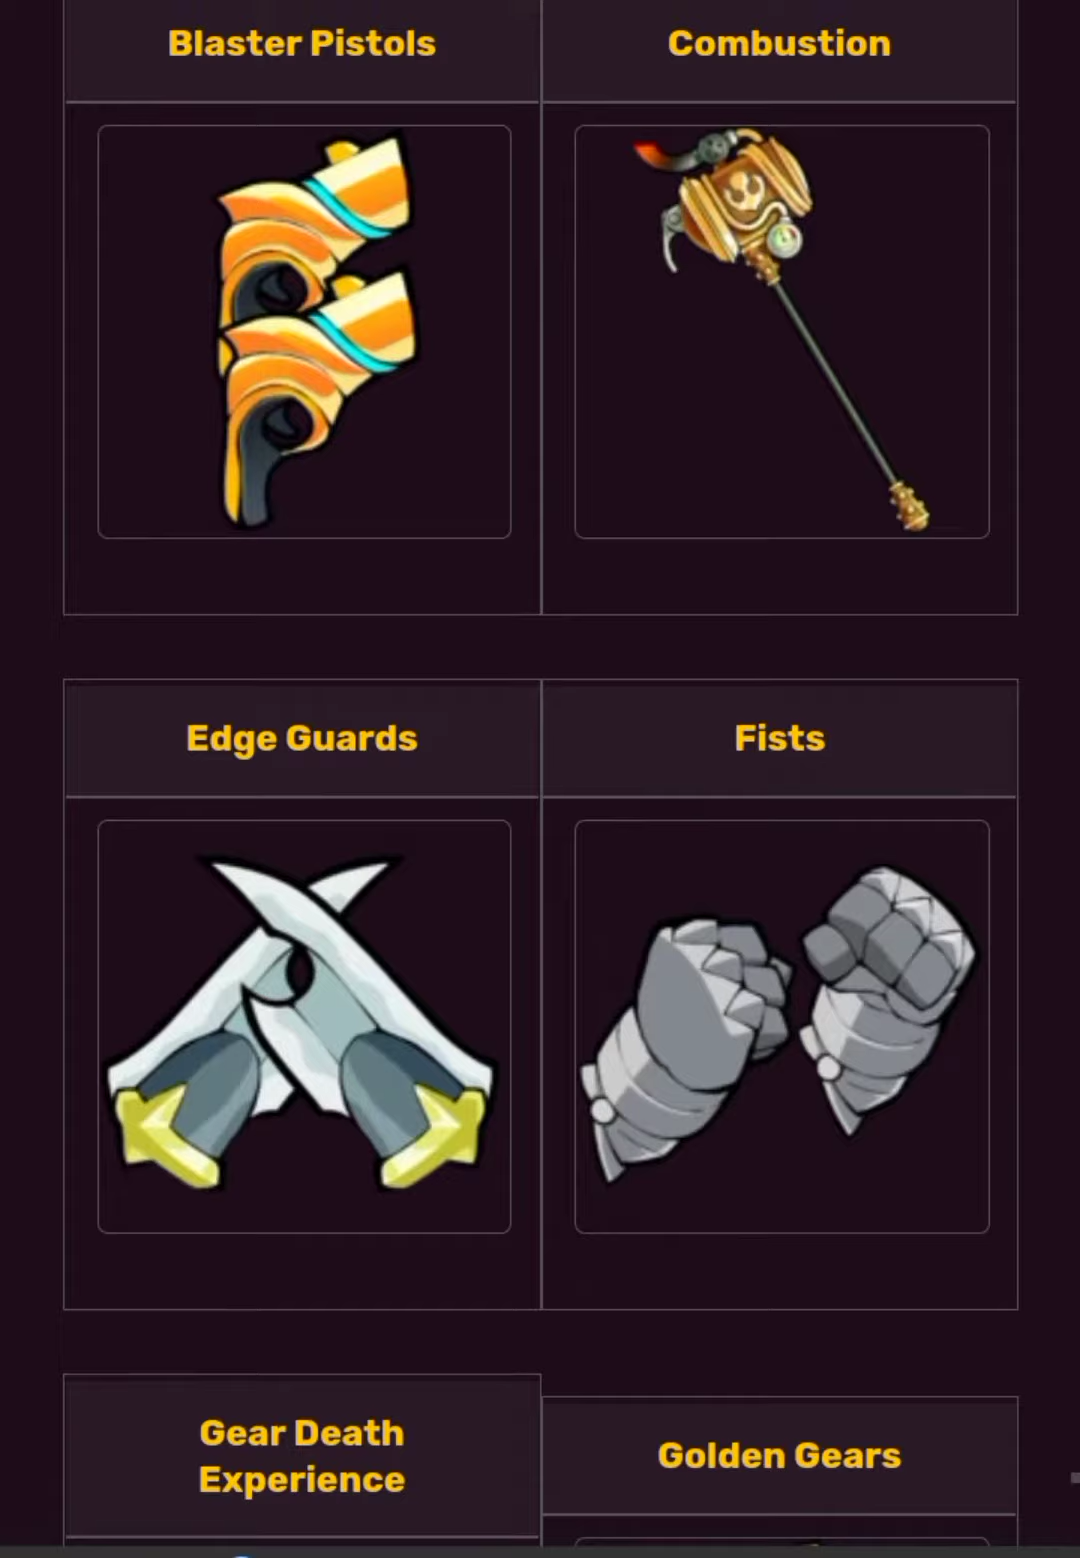 Blaster Pistols
Combustion
Edge Guards
Fists
Gear Death
Experience
Golden Gears